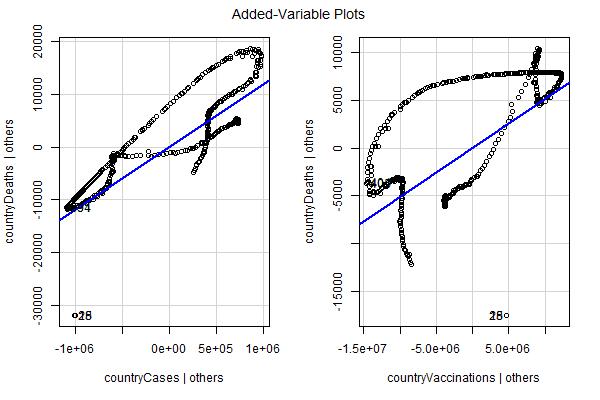 Added-Variable Plots
countryDeaths | others
20000
10000
0
-10000
-30000
-1e+06
0e+00
5e+05
1e+06
countryCases | others
countryDeaths | others
10000
5000
0
-5000
-15000
-1.5e+07
-5.0e+06
5.0e+06
countryVaccinations | others